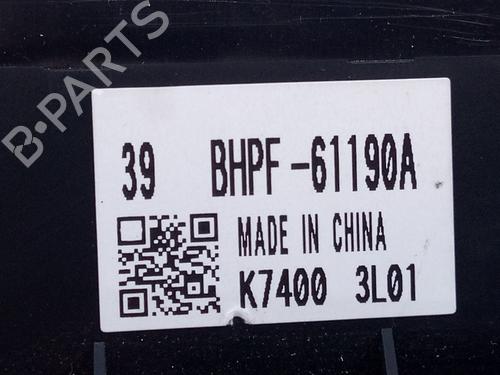 B-PARTS
39 BHPF-61190A
MADE IN CHINA
K7400 3L01